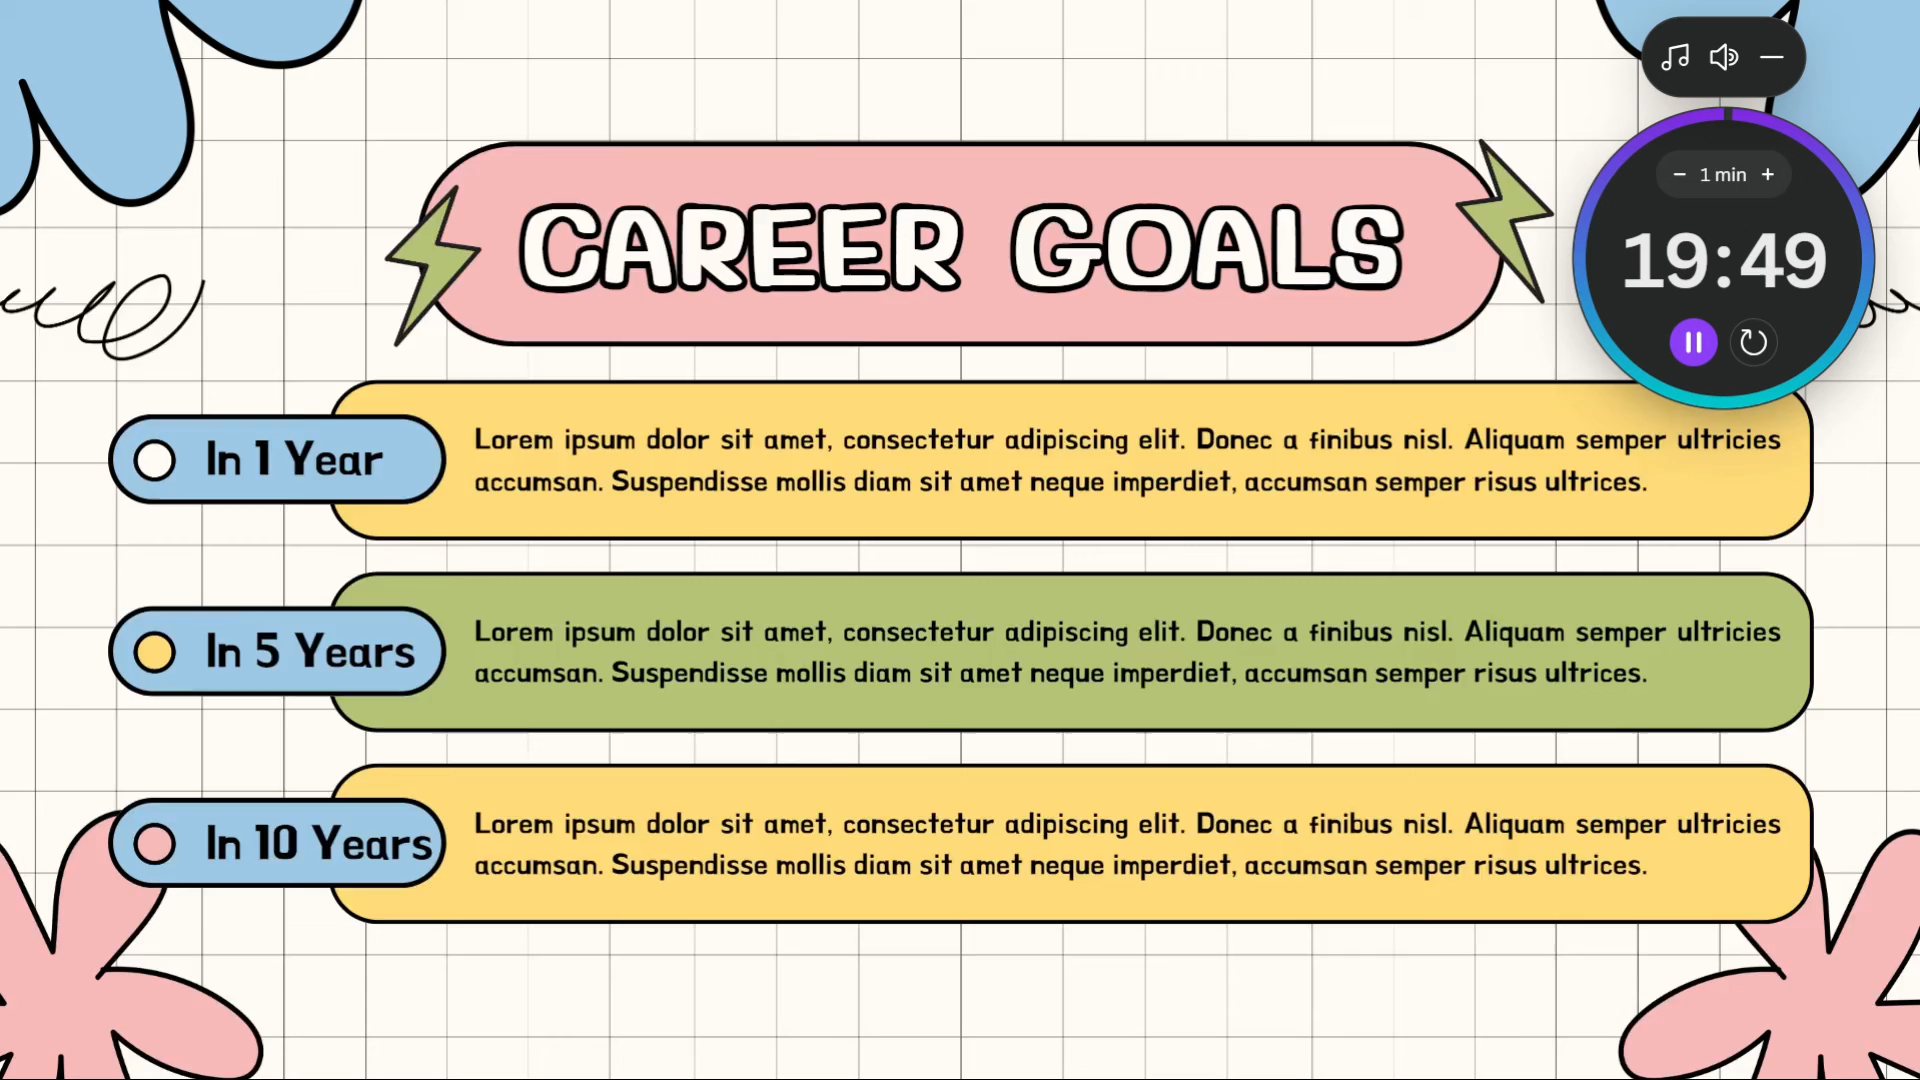 CAREER GOALS
− 1 min +
19:49
In 1 Year
Lorem ipsum dolor sit amet, consectetur adipiscing elit. Donec a finibus nisl. Aliquam semper ultricies
accumsan. Suspendisse mollis diam sit amet neque imperdiet, accumsan semper risus ultrices.
In 5 Years
Lorem ipsum dolor sit amet, consectetur adipiscing elit. Donec a finibus nisl. Aliquam semper ultricies
accumsan. Suspendisse mollis diam sit amet neque imperdiet, accumsan semper risus ultrices.
In 10 Years
Lorem ipsum dolor sit amet, consectetur adipiscing elit. Donec a finibus nisl. Aliquam semper ultricies
accumsan. Suspendisse mollis diam sit amet neque imperdiet, accumsan semper risus ultrices.